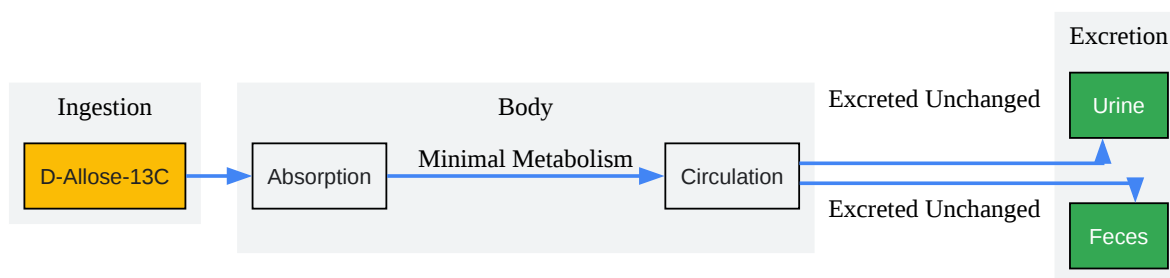 Ingestion
D-Allose-13C
Body
Absorption
Minimal Metabolism
Circulation
Excreted Unchanged
Excreted Unchanged
Excretion
Urine
Feces